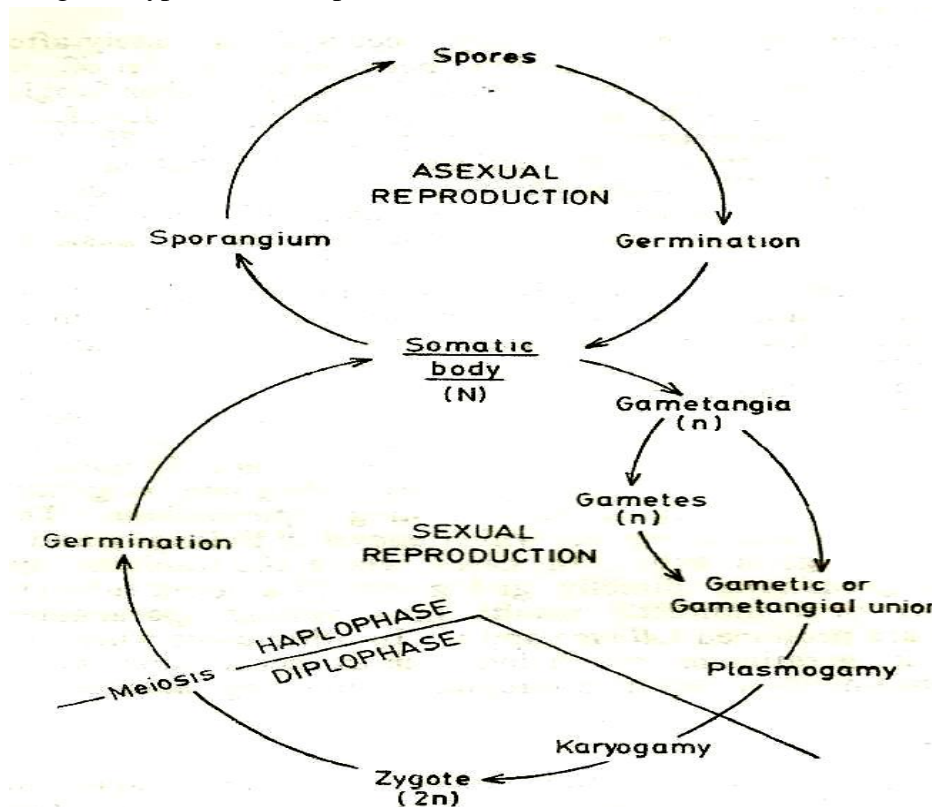 Spores
ASEXUAL
REPRODUCTION
Sporangium
Germination
Somatic
body
(N)
Gametangia
(n)
Gametes
(n)
Germination
SEXUAL
REPRODUCTION
Gametic or
Gametangial union
HAPLOPHASE
DIPLOPHASE
Meiosis
Plasmogamy
Karyogamy
Zygote
(2n)